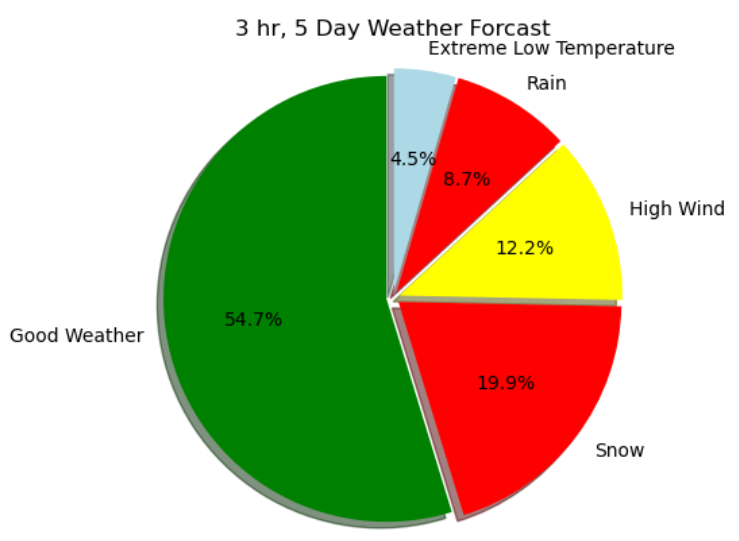 3 hr, 5 Day Weather Forcast
Extreme Low Temperature
Rain
4.5%
8.7%
High Wind
12.2%
54.7%
Good Weather
19.9%
Snow